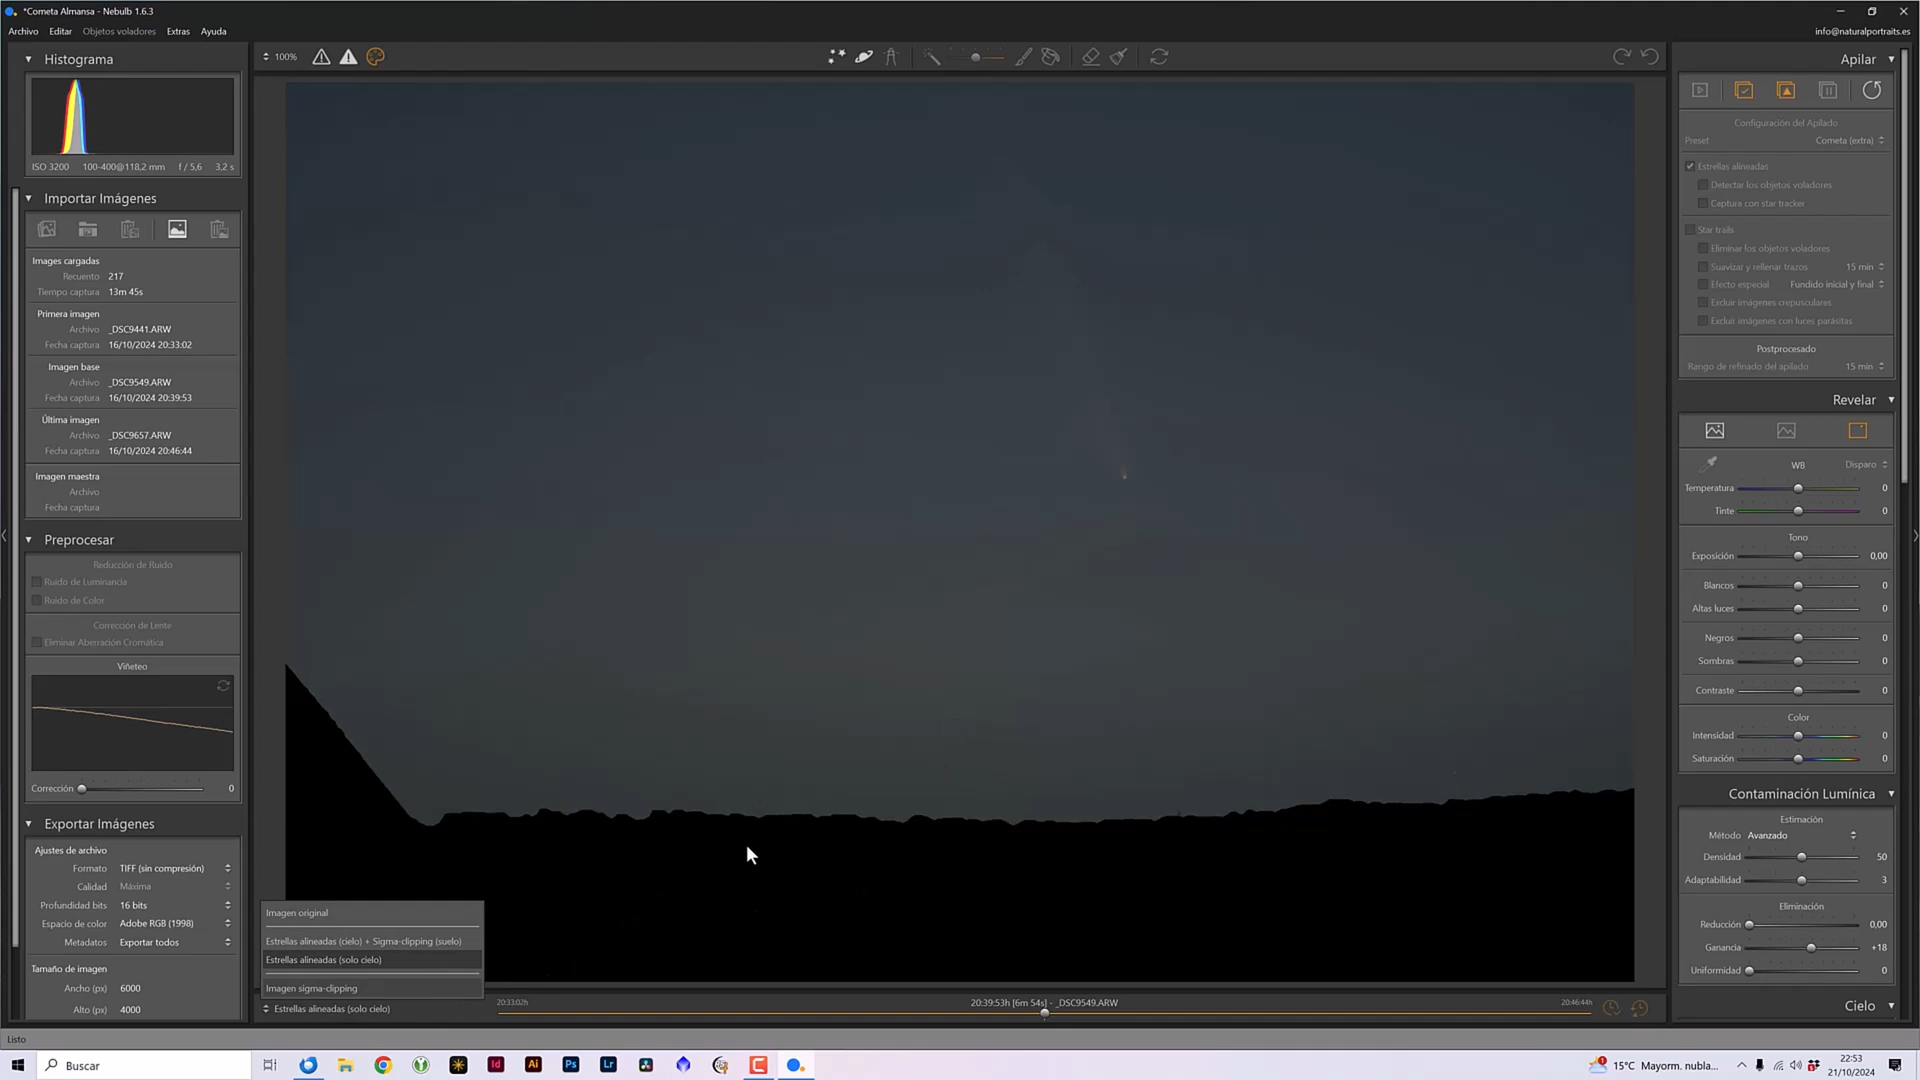 *Cometa Almansa - Nebulb 1.6.3
Archivo Editar Objetos voladores Extras Ayuda
info@naturalportraits.es
Histograma
ISO 3200 100-400@118,2 mm f / 5,6 3,2 s
Importar Imágenes
Images cargadas
Recuento 217
Tiempo captura 13m 45s
Primera imagen
Archivo _DSC9441.ARW
Fecha captura 16/10/2024 20:33:02
Imagen base
Archivo _DSC9549.ARW
Fecha captura 16/10/2024 20:39:53
Última imagen
Archivo _DSC9657.ARW
Fecha captura 16/10/2024 20:46:44
Imagen maestra
Archivo
Fecha captura
Preprocesar
Reducción de Ruido
Ruido de Luminancia
Ruido de Color
Corrección de Lente
Eliminar Aberración Cromática
Viñeteo
Corrección 0
Exportar Imágenes
Ajustes de archivo
Formato TIFF (sin compresión)
Calidad Máxima
Profundidad bits 16 bits
Espacio de color Adobe RGB (1998)
Metadatos Exportar todos
Tamaño de imagen
Ancho (px) 6000
Alto (px) 4000
Listo
100%
Imagen original
Estrellas alineadas (cielo) + Sigma-clipping (suelo)
Estrellas alineadas (solo cielo)
Imagen sigma-clipping
Estrellas alineadas (solo cielo)
20:33:02h 20:39:53h [6m 54s] - _DSC9549.ARW 20:46:44h
Apilar
Configuración del Apilado
Preset Cometa (extra)
Estrellas alineadas
Detectar los objetos voladores
Captura con star tracker
Star trails
Eliminar los objetos voladores
Suavizar y rellenar trazos 15 min
Efecto especial Fundido inicial y final
Excluir imágenes crepusculares
Excluir imágenes con luces parásitas
Postprocesado
Rango de refinado del apilado 15 min
Revelar
WB Disparo
Temperatura 0
Tinte 0
Tono
Exposición 0,00
Blancos 0
Altas luces 0
Negros 0
Sombras 0
Contraste 0
Color
Intensidad 0
Saturación 0
Contaminación Lumínica
Estimación
Método Avanzado
Densidad 50
Adaptabilidad 3
Eliminación
Reducción 0,00
Ganancia +18
Uniformidad 0
Cielo
Buscar
Id Ai Ps Lr
1
15°C Mayorm. nubla...
22:53
21/10/2024